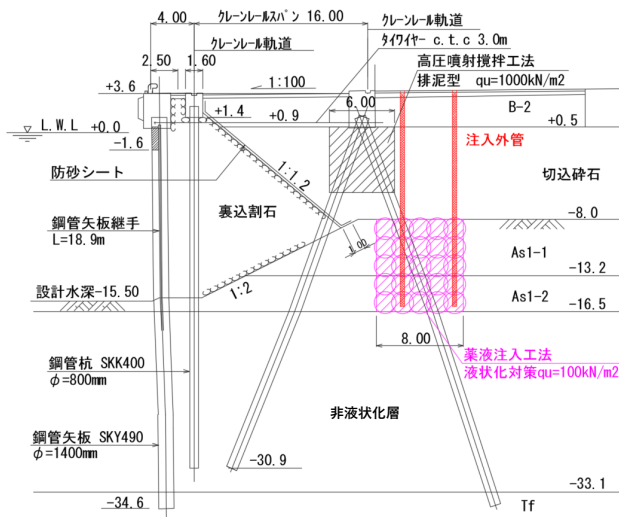 4.00
クレーンレールスパン 16.00
クレーンレール軌道
クレーンレール軌道
タイワイヤー c.t.c 3.0m
高圧噴射撹拌工法
排泥型 qu=1000kN/m2
2.50
1.60
1:100
+3.6
6.00
B-2
+1.4
+0.9
+0.5
L.W.L +0.0
-1.6
注入外管
防砂シート
1:1.2
切込砕石
裏込割石
鋼管矢板継手
L=18.9m
-8.0
1.00
As1-1
-13.2
設計水深-15.50
1:2
As1-2
-16.5
8.00
鋼管杭 SKK400
φ=800mm
薬液注入工法
液状化対策qu=100kN/m2
非液状化層
鋼管矢板 SKY490
φ=1400mm
-30.9
-33.1
-34.6
Tf